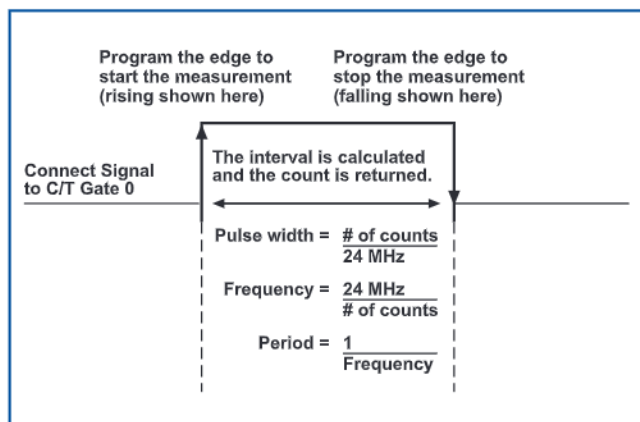 Program the edge to
start the measurement
(rising shown here)
Program the edge to
stop the measurement
(falling shown here)
Connect Signal
to C/T Gate 0
The interval is calculated
and the count is returned.
Pulse width = # of counts
24 MHz
Frequency = 24 MHz
# of counts
Period = 1
Frequency